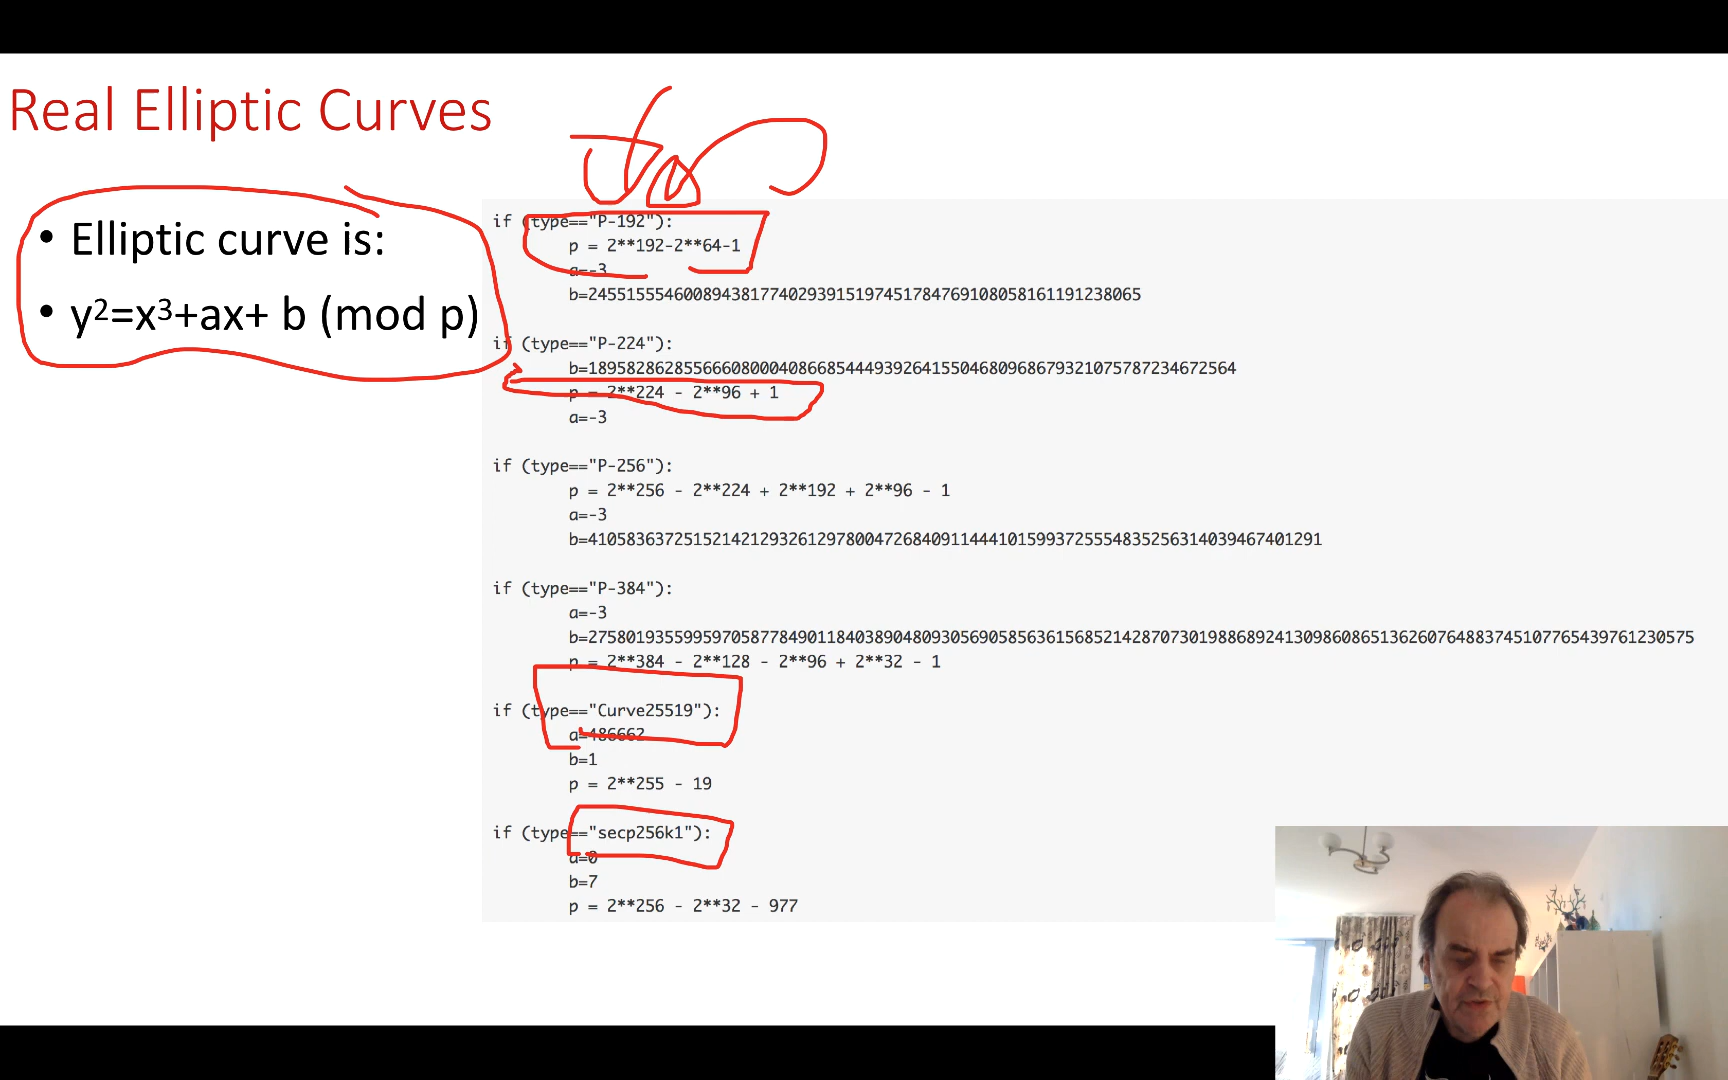 Real Elliptic Curves
• Elliptic curve is:
• y²=x³+ax+ b (mod p)
if (type=="P-192"):
p = 2**192-2**64-1
a=-3
b=2455155546008943817740293915197451784769108058161191238065
if (type=="P-224"):
b=18958286285566608000408668544493926415504680968679321075787234672564
p = 2**224 - 2**96 + 1
a=-3
if (type=="P-256"):
p = 2**256 - 2**224 + 2**192 + 2**96 - 1
a=-3
b=41058363725152142129326129780047268409114441015993725554835256314039467401291
if (type=="P-384"):
a=-3
b=27580193559959705877849011840389048093056905856361568521428707301988689241309860865136260764883745107765439761230575
p = 2**384 - 2**128 - 2**96 + 2**32 - 1
if (type=="Curve25519"):
a=486662
b=1
p = 2**255 - 19
if (type=="secp256k1"):
a=0
b=7
p = 2**256 - 2**32 - 977